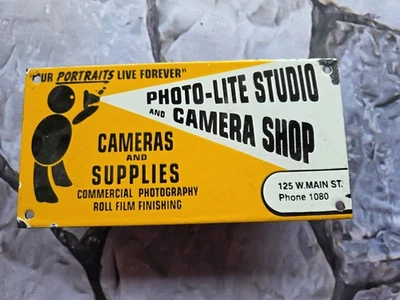 "OUR PORTRAITS LIVE FOREVER"
PHOTO-LITE STUDIO
AND CAMERA SHOP
CAMERAS
AND
SUPPLIES
COMMERCIAL PHOTOGRAPHY
ROLL FILM FINISHING
125 W. MAIN ST.
Phone 1080